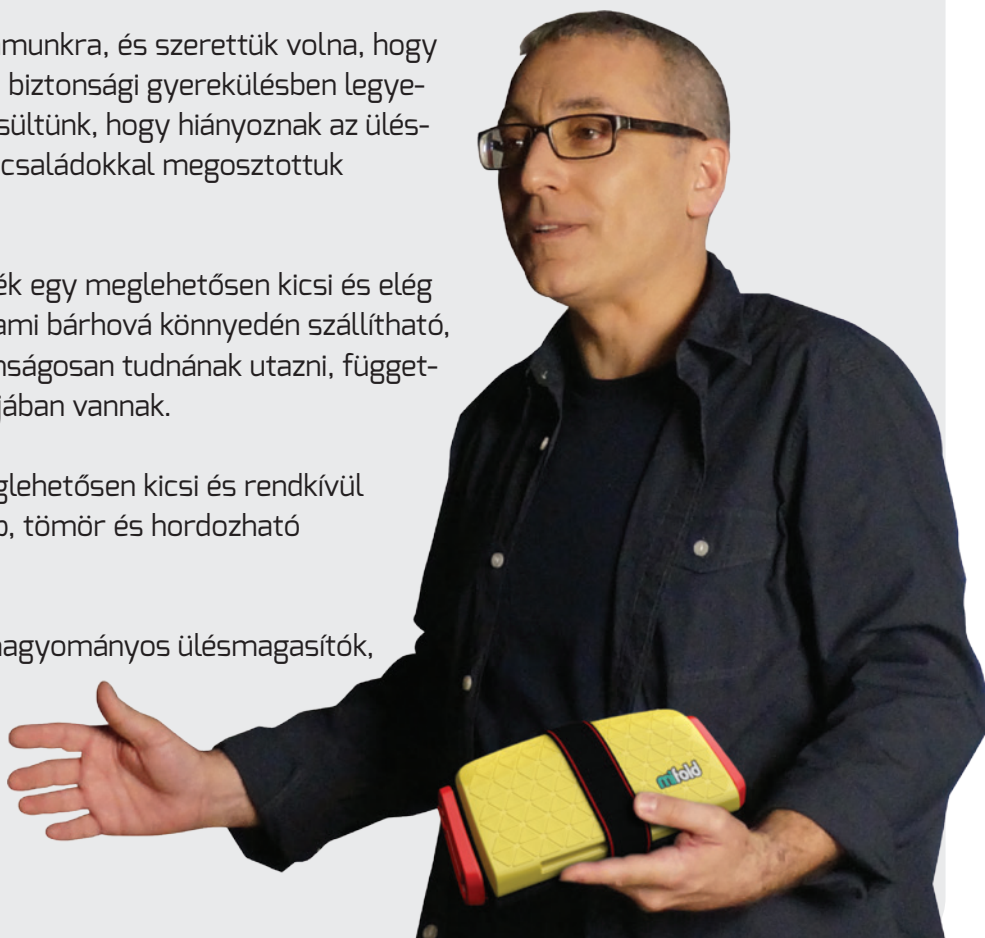 munkra, és szerettük volna, hogy
biztonsági gyerekülésben legye-
sültünk, hogy hiányoznak az ülés-
családokkal megosztottuk
ék egy meglehetősen kicsi és elég
ami bárhová könnyedén szállítható,
nságosan tudnának utazni, függet-
jában vannak.
glehetősen kicsi és rendkívül
o, tömör és hordozható
hagyományos ülésmagasítók,
mifold